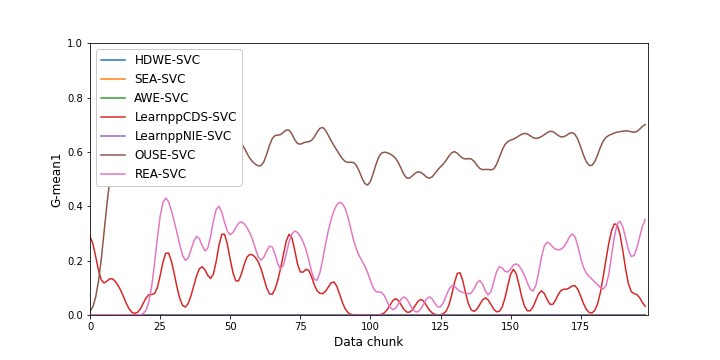 1.0
0.8
0.6
0.4
0.2
0.0
G-mean1
HDWE-SVC
SEA-SVC
AWE-SVC
LearnppCDS-SVC
LearnppNIE-SVC
OUSE-SVC
REA-SVC
0 25 50 75 100 125 150 175
Data chunk